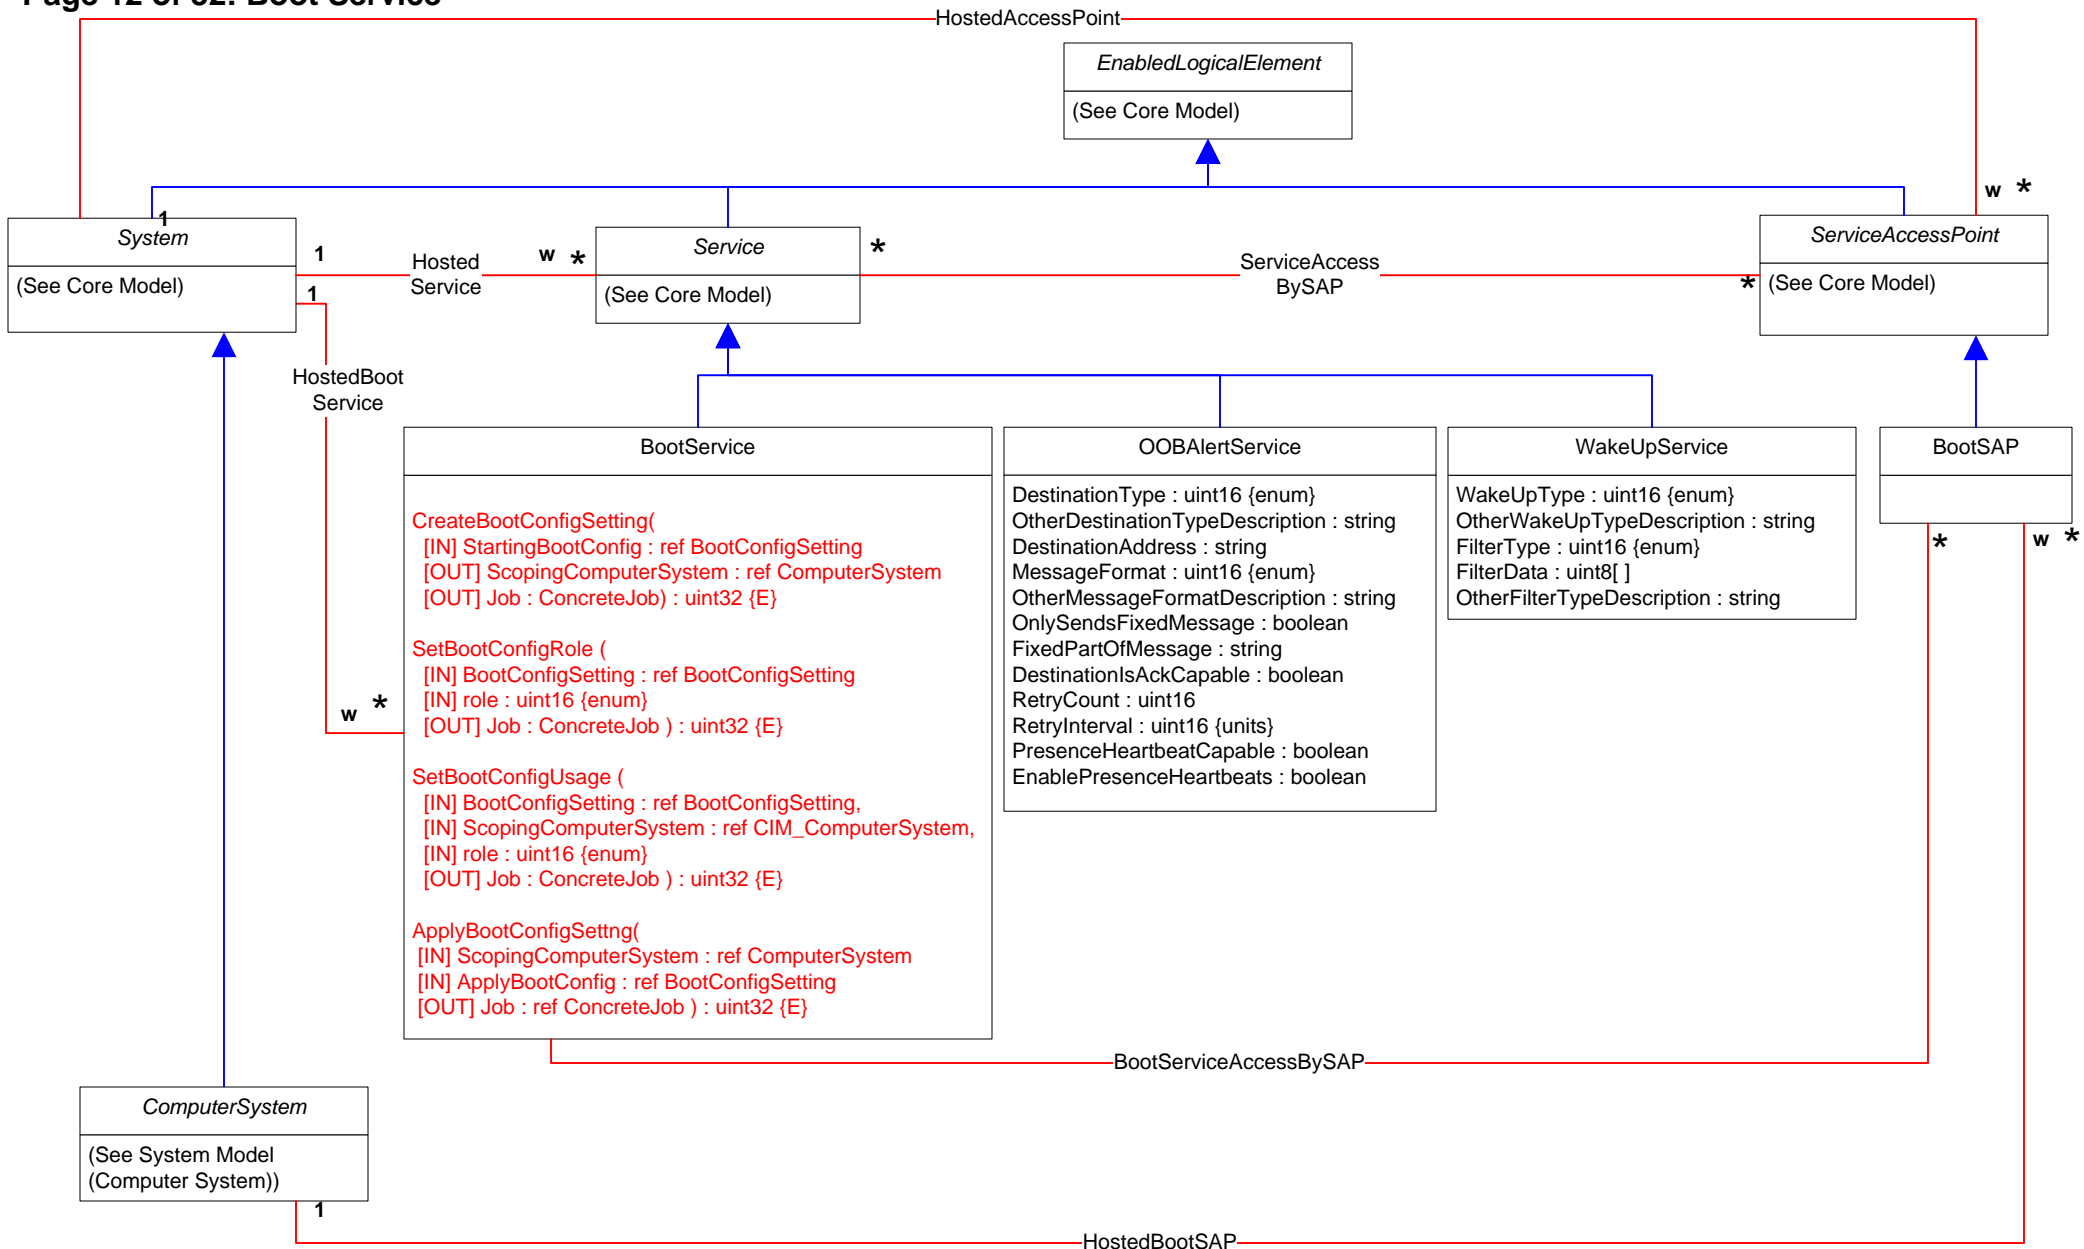 Page 12 of 32: Boot Service
HostedAccessPoint
EnabledLogicalElement
(See Core Model)
w *
1
System
(See Core Model)
1
1
Hosted
Service
w *
Service
(See Core Model)
*
ServiceAccess
BySAP
*
ServiceAccessPoint
(See Core Model)
HostedBoot
Service
w *
BootService
CreateBootConfigSetting(
[IN] StartingBootConfig : ref BootConfigSetting
[OUT] ScopingComputerSystem : ref ComputerSystem
[OUT] Job : ConcreteJob) : uint32 {E}
SetBootConfigRole (
[IN] BootConfigSetting : ref BootConfigSetting
[IN] role : uint16 {enum}
[OUT] Job : ConcreteJob ) : uint32 {E}
SetBootConfigUsage (
[IN] BootConfigSetting : ref BootConfigSetting,
[IN] ScopingComputerSystem : ref CIM_ComputerSystem,
[IN] role : uint16 {enum}
[OUT] Job : ConcreteJob ) : uint32 {E}
ApplyBootConfigSettng(
[IN] ScopingComputerSystem : ref ComputerSystem
[IN] ApplyBootConfig : ref BootConfigSetting
[OUT] Job : ref ConcreteJob ) : uint32 {E}
OOBAlertService
DestinationType : uint16 {enum}
OtherDestinationTypeDescription : string
DestinationAddress : string
MessageFormat : uint16 {enum}
OtherMessageFormatDescription : string
OnlySendsFixedMessage : boolean
FixedPartOfMessage : string
DestinationIsAckCapable : boolean
RetryCount : uint16
RetryInterval : uint16 {units}
PresenceHeartbeatCapable : boolean
EnablePresenceHeartbeats : boolean
WakeUpService
WakeUpType : uint16 {enum}
OtherWakeUpTypeDescription : string
FilterType : uint16 {enum}
FilterData : uint8[ ]
OtherFilterTypeDescription : string
BootSAP
*
w *
BootServiceAccessBySAP
ComputerSystem
(See System Model
(Computer System))
1
HostedBootSAP